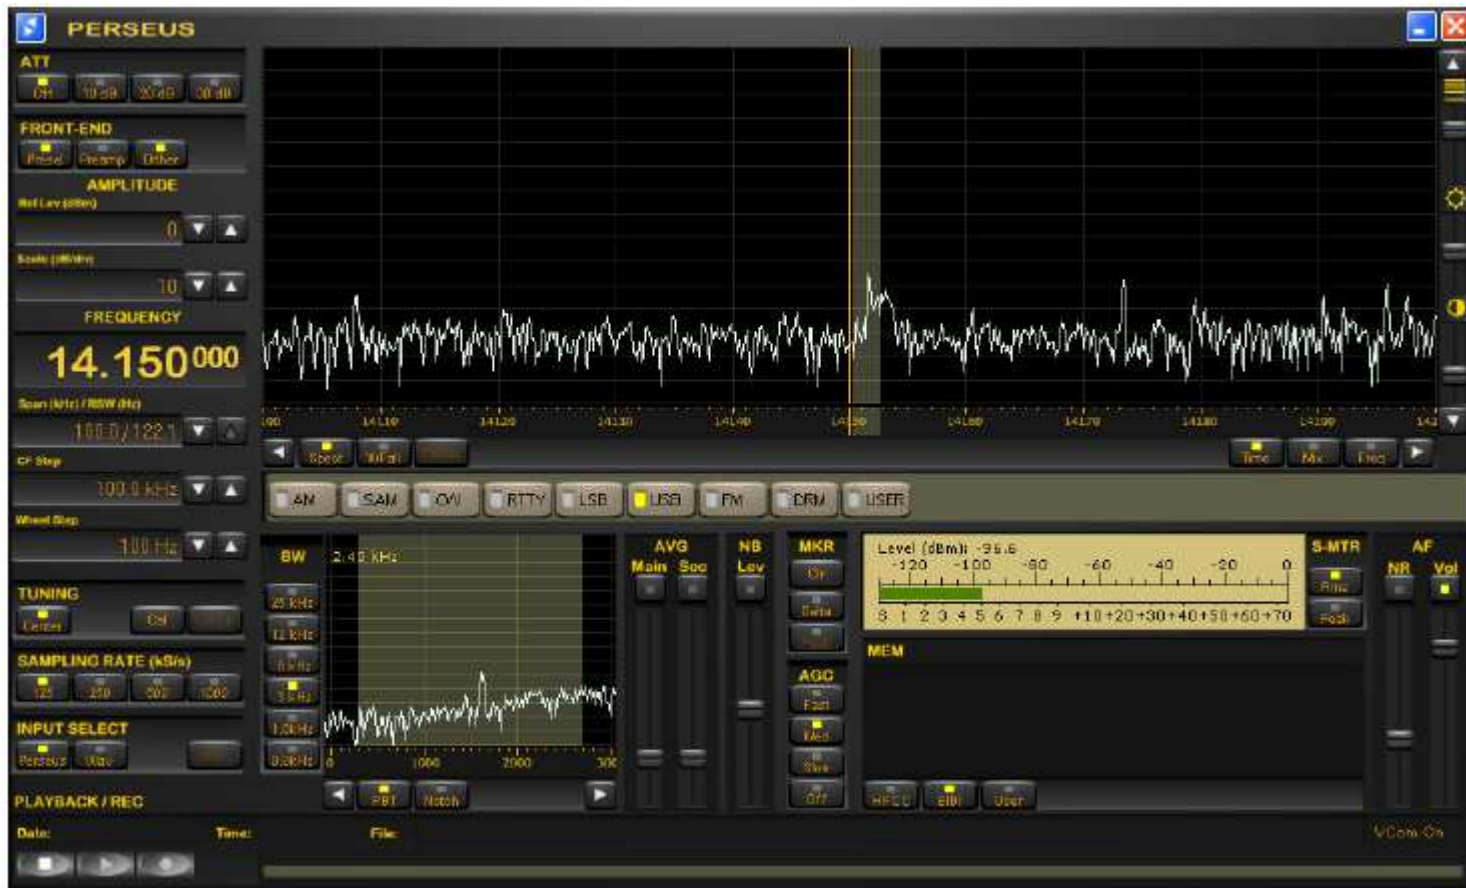 PERSEUS
ATT
Off 10 dB 20 dB 30 dB
FRONT-END
Presel Preamp Dither
AMPLITUDE
Ref Lev (dBm)
0
Scale (dB/div)
10
FREQUENCY
14.150000
Span (kHz) / RBW (Hz)
100.0/122.1
CF Step
100.0 kHz
Wheel Step
100 Hz
TUNING
Center Cal
SAMPLING RATE (kS/s)
125 250 500 1000
INPUT SELECT
Perseus Wav
PLAYBACK / REC
Date: Time: File:
14110 14120 14130 14140 14150 14160 14170 14180 14190
Spect W/Fall
Time Mix Freq
AM SAM CW RTTY LSB USB FM DRM USER
BW
2.40 kHz
25 kHz
12 kHz
6 kHz
3 kHz
1.6kHz
0.8kHz
0 1000 2000 300
PBT Notch
AVG
Main Sec
NB
Lev
MKR
Clr
Delta
AGC
Fast
Med
Slow
Off
Level (dBm): -96.6
-120 -100 -80 -60 -40 -20 0
S 1 2 3 4 5 6 7 8 9 +10+20+30+40+50+60+70
S-MTR
Rms
Peak
AF
NR Vol
MEM
HFCC EIBI User
VCom On